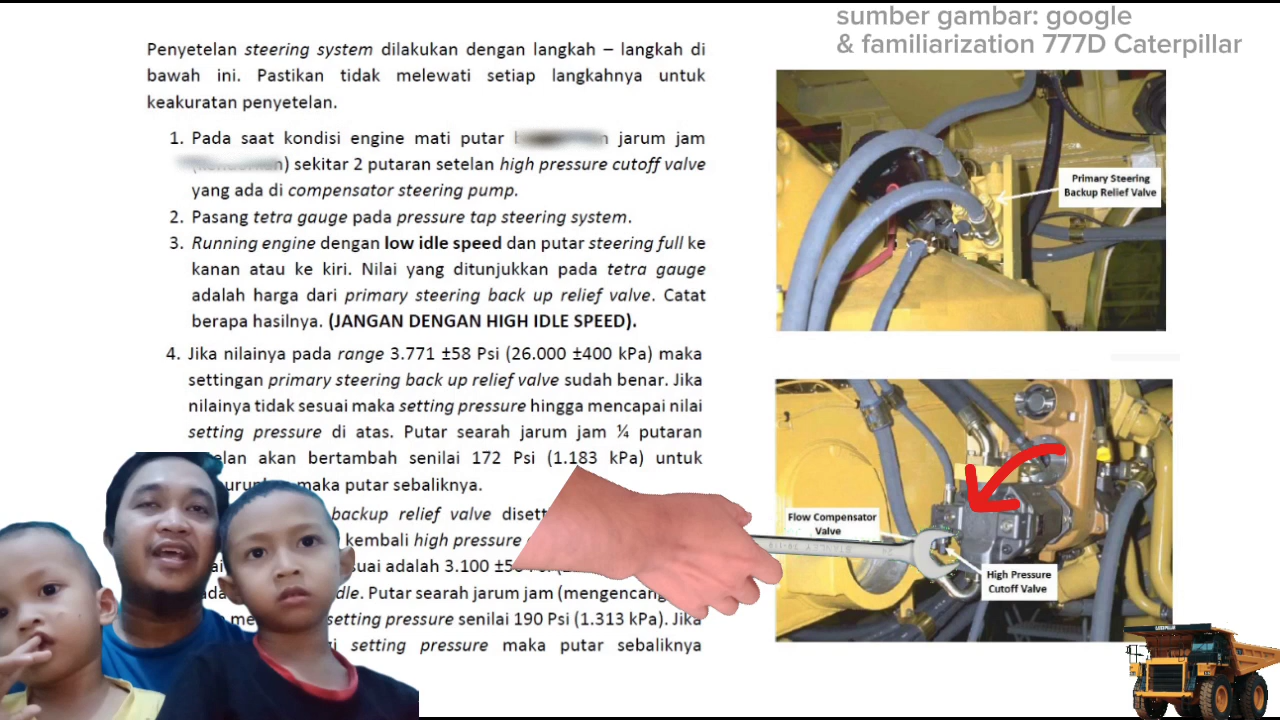 sumber gambar: google
& familiarization 777D Caterpillar
Penyetelan steering system dilakukan dengan langkah – langkah di
bawah ini. Pastikan tidak melewati setiap langkahnya untuk
keakuratan penyetelan.
1. Pada saat kondisi engine mati putar jarum jam
sekitar 2 putaran setelan high pressure cutoff valve
yang ada di compensator steering pump.
2. Pasang tetra gauge pada pressure tap steering system.
3. Running engine dengan low idle speed dan putar steering full ke
kanan atau ke kiri. Nilai yang ditunjukkan pada tetra gauge
adalah harga dari primary steering back up relief valve. Catat
berapa hasilnya. (JANGAN DENGAN HIGH IDLE SPEED).
4. Jika nilainya pada range 3.771 ±58 Psi (26.000 ±400 kPa) maka
settingan primary steering back up relief valve sudah benar. Jika
nilainya tidak sesuai maka setting pressure hingga mencapai nilai
setting pressure di atas. Putar searah jarum jam ¼ putaran
akan bertambah senilai 172 Psi (1.183 kPa) untuk
maka putar sebaliknya.
backup relief valve
kembali high pressure
adalah 3.100
Putar searah jarum jam
setting pressure senilai 190 Psi (1.313 kPa). Jika
setting pressure maka putar sebaliknya
Primary Steering
Backup Relief Valve
Flow Compensator
Valve
High Pressure
Cutoff Valve